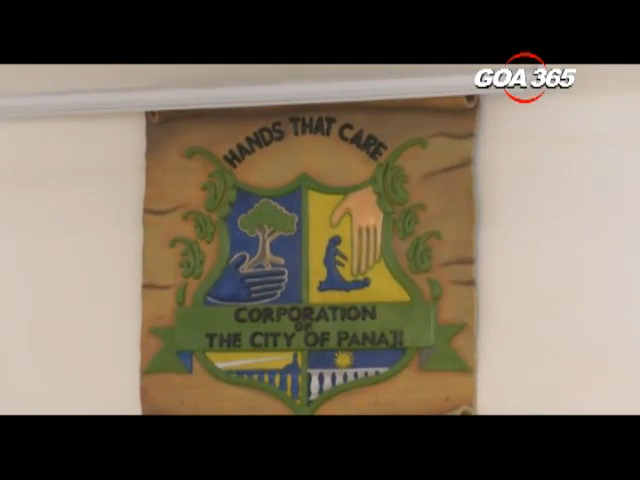 GOA 365
HANDS THAT CARE
CORPORATION
OF
THE CITY OF PANAJI